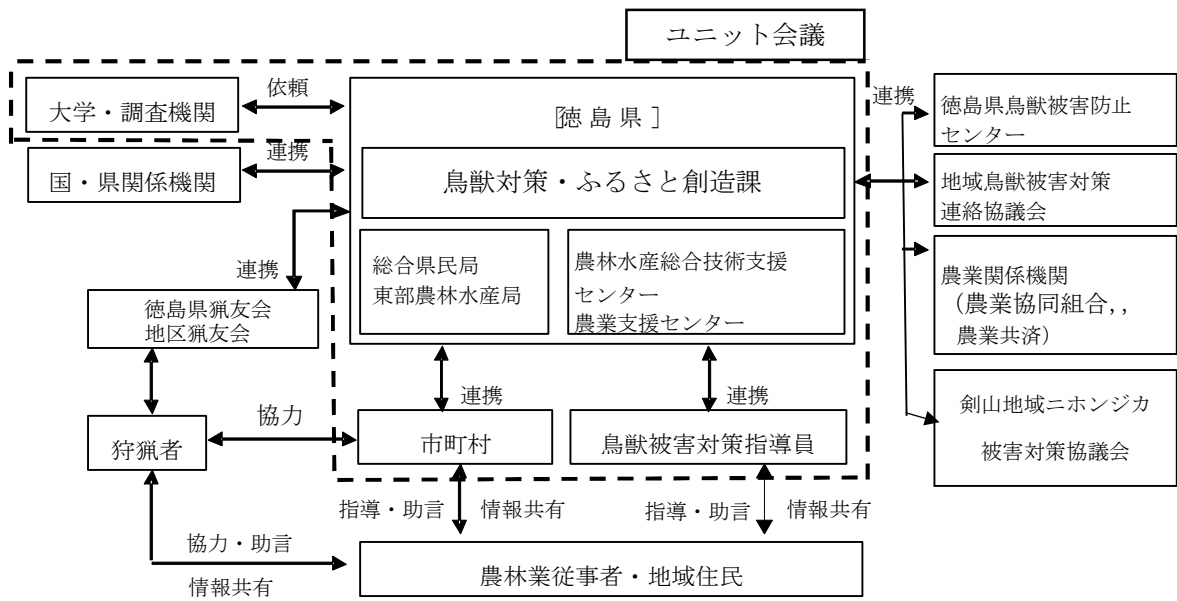 ユニット会議
大学・調査機関
依頼
[徳島県]
連携
徳島県鳥獣被害防止
センター
国・県関係機関
連携
鳥獣対策・ふるさと創造課
地域鳥獣被害対策
連絡協議会
連携
総合県民局
東部農林水産局
農林水産総合技術支援
センター
農業支援センター
農業関係機関
(農業協同組合,,
農業共済)
徳島県猟友会
地区猟友会
連携
連携
剣山地域ニホンジカ
被害対策協議会
狩猟者
協力
市町村
鳥獣被害対策指導員
指導・助言
情報共有
指導・助言
情報共有
協力・助言
情報共有
農林業従事者・地域住民